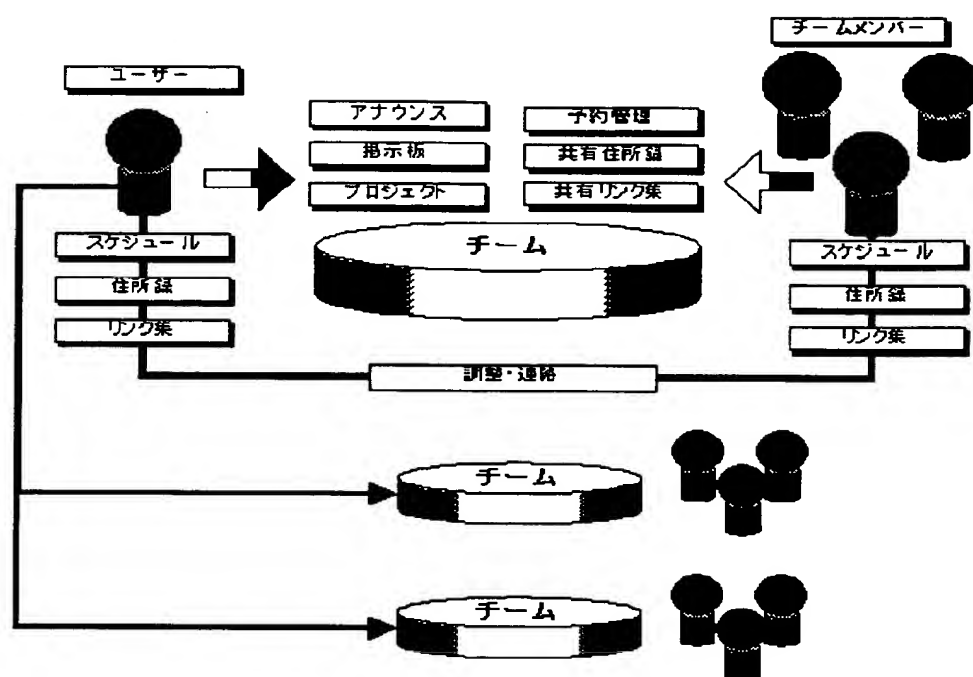 チームメンバー
ユーザー
アナウンス
予約管理
掲示板
共有住所録
プロジェクト
共有リンク集
チーム
スケジュール
住所録
リンク集
スケジュール
住所録
リンク集
調整・連絡
チーム
チーム